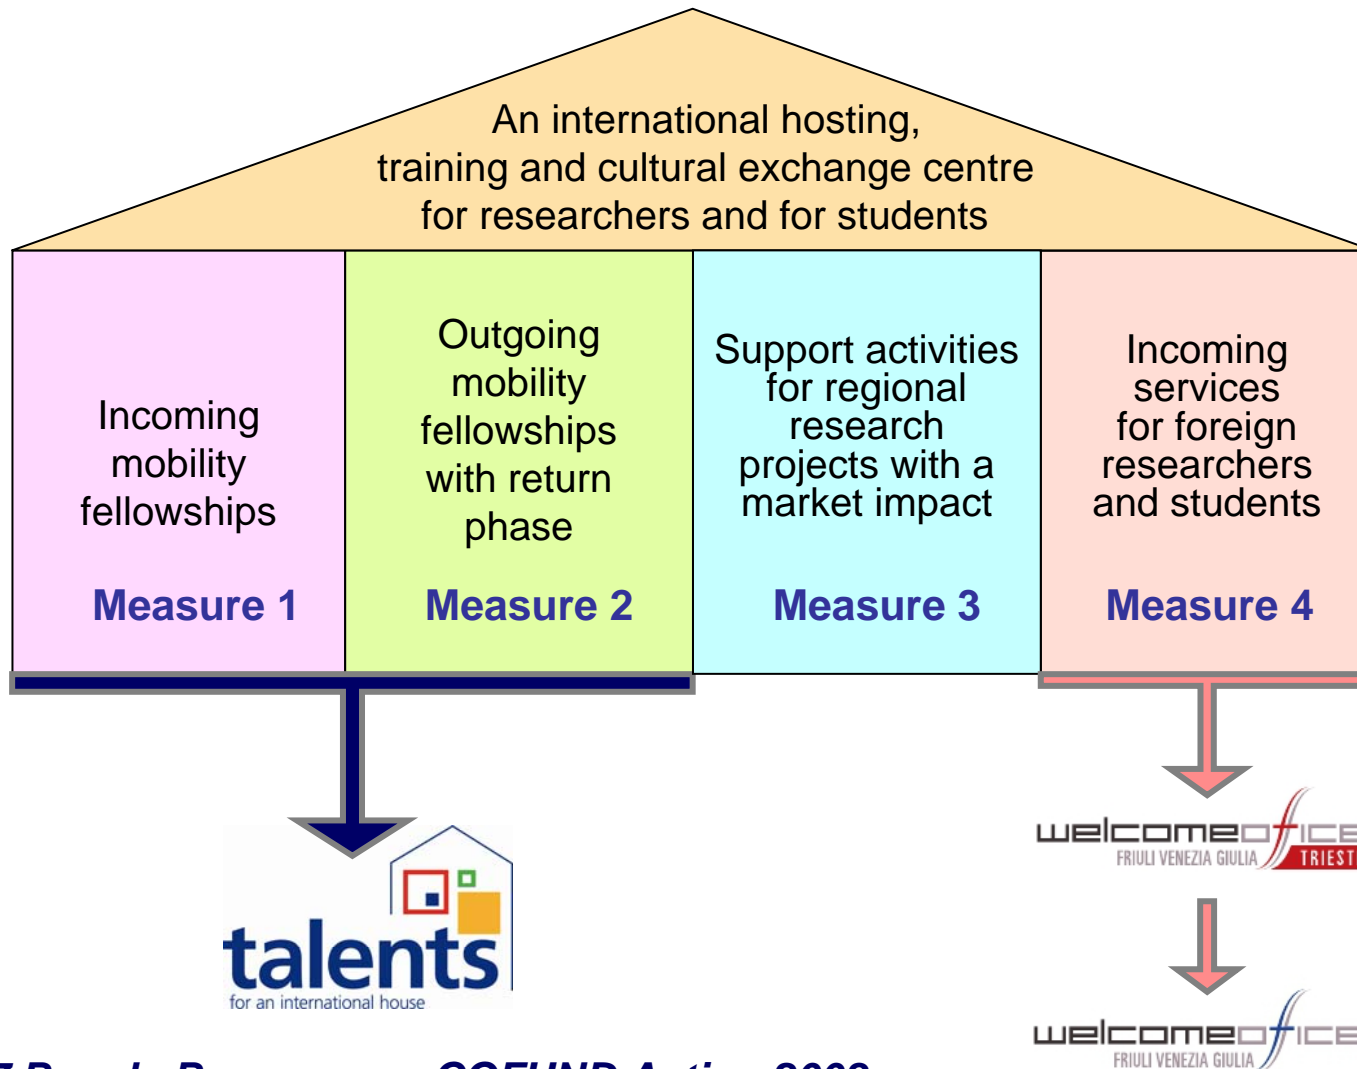 An international hosting,
training and cultural exchange centre
for researchers and for students
Incoming
mobility
fellowships
Measure 1
Outgoing
mobility
fellowships
with return
phase
Measure 2
Support activities
for regional
research
projects with a
market impact
Measure 3
Incoming
services
for foreign
researchers
and students
Measure 4
talents
for an international house
welcomeoffice
FRIULI VENEZIA GIULIA TRIEST
welcomeoffice
FRIULI VENEZIA GIULIA